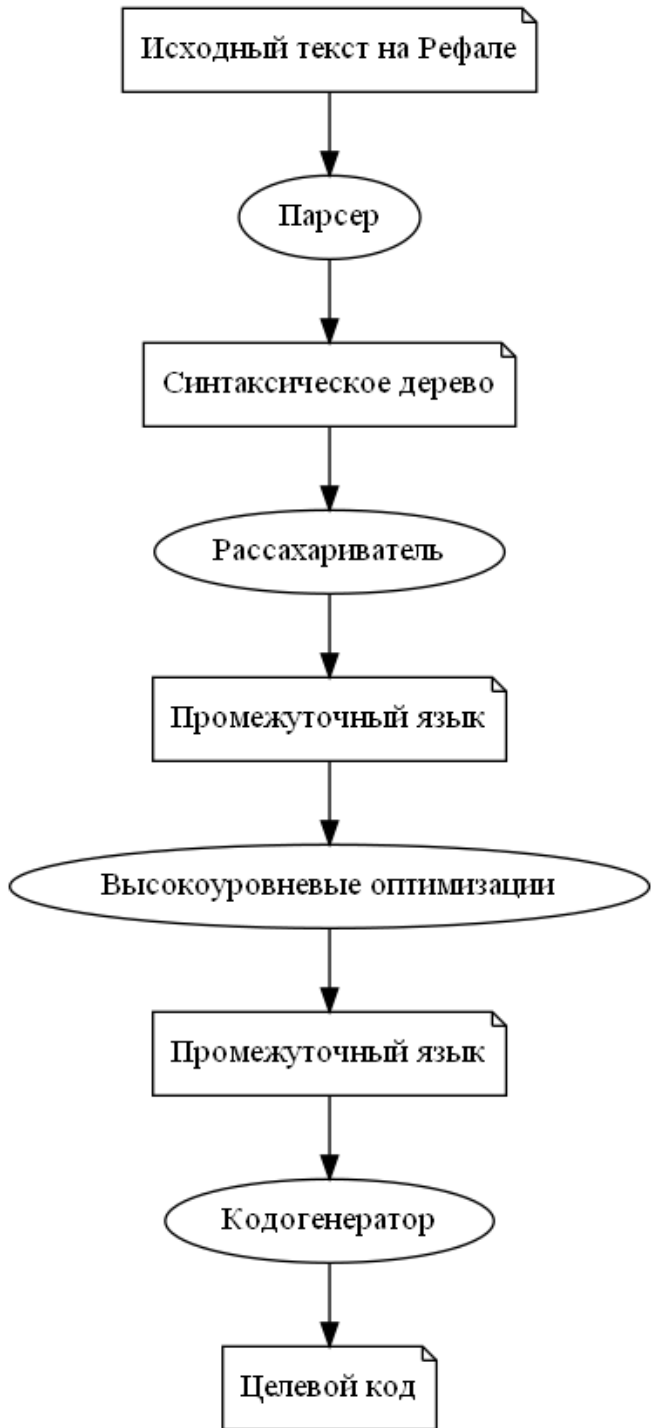 Исходный текст на Рефале
Парсер
Синтаксическое дерево
Рассахариватель
Промежуточный язык
Высокоуровневые оптимизации
Промежуточный язык
Кодогенератор
Целевой код